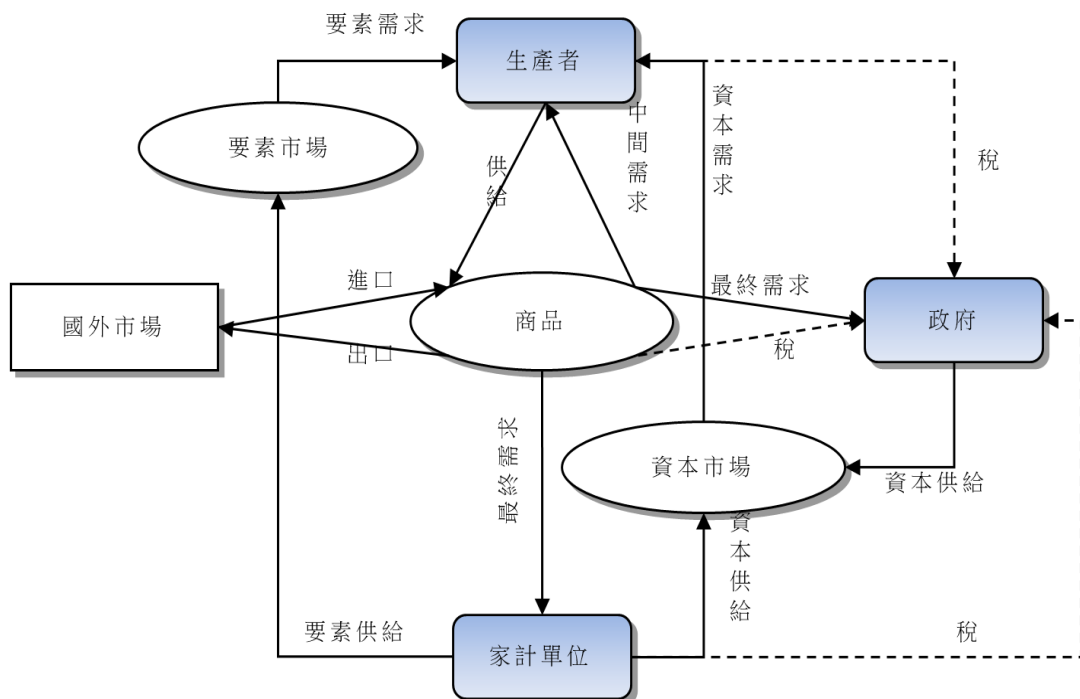 要素需求
生產者
要素市場
供給
中間需求
資本需求
稅
國外市場
進口
出口
商品
最終需求
稅
政府
最終需求
資本市場
資本供給
資本供給
要素供給
家計單位
稅